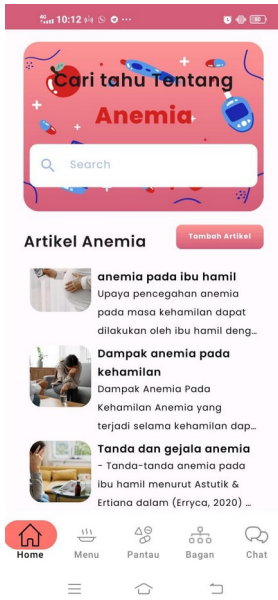 4G
10:12
80
Cari tahu Tentang
Anemia
Search
Artikel Anemia
Tambah Artikel
anemia pada ibu hamil
Upaya pencegahan anemia
pada masa kehamilan dapat
dilakukan oleh ibu hamil deng…
Dampak anemia pada
kehamilan
Dampak Anemia Pada
Kehamilan Anemia yang
terjadi selama kehamilan dap…
Tanda dan gejala anemia
- Tanda-tanda anemia pada
ibu hamil menurut Astutik &
Ertiana dalam (Erryca, 2020) …
Home
Menu
Pantau
Bagan
Chat